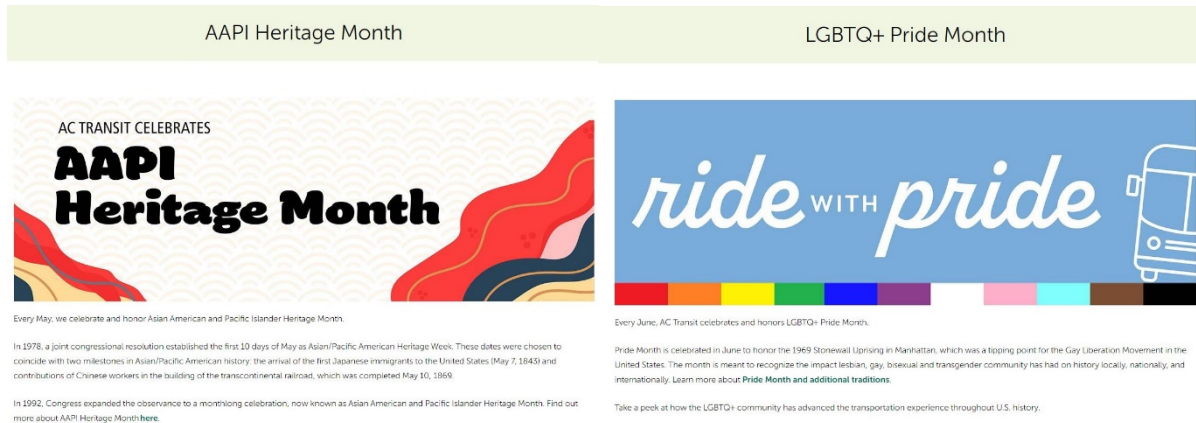 AAPI Heritage Month
AC TRANSIT CELEBRATES
AAPI
Heritage Month
Every May, we celebrate and honor Asian American and Pacific Islander Heritage Month.
In 1978, a joint congressional resolution established the first 10 days of May as Asian/Pacific American Heritage Week. These dates were chosen to
coincide with two milestones in Asian/Pacific American history: the arrival of the first Japanese immigrants to the United States (May 7, 1843) and
contributions of Chinese workers in the building of the transcontinental railroad, which was completed May 10, 1869.
In 1992, Congress expanded the observance to a monthlong celebration, now known as Asian American and Pacific Islander Heritage Month. Find out
more about AAPI Heritage Month here.
LGBTQ+ Pride Month
ride WITH pride
Every June, AC Transit celebrates and honors LGBTQ+ Pride Month.
Pride Month is celebrated in June to honor the 1969 Stonewall Uprising in Manhattan, which was a tipping point for the Gay Liberation Movement in the
United States. The month is meant to recognize the impact lesbian, gay, bisexual and transgender community has had on history locally, nationally, and
internationally. Learn more about Pride Month and additional traditions.
Take a peek at how the LGBTQ+ community has advanced the transportation experience throughout U.S. history.